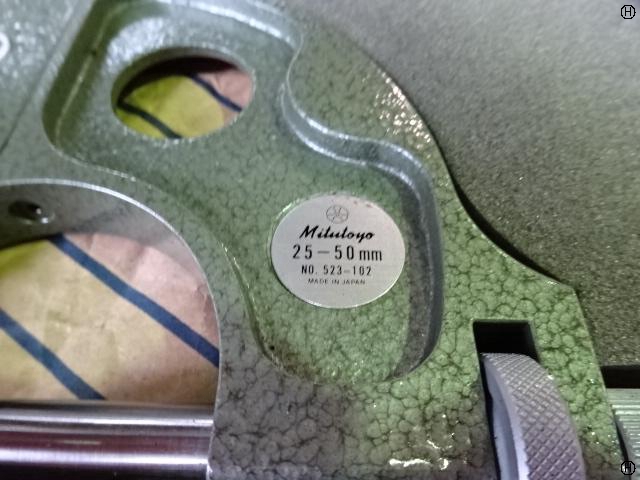 H
Mitutoyo
25-50mm
NO. 523-102
MADE IN JAPAN
H